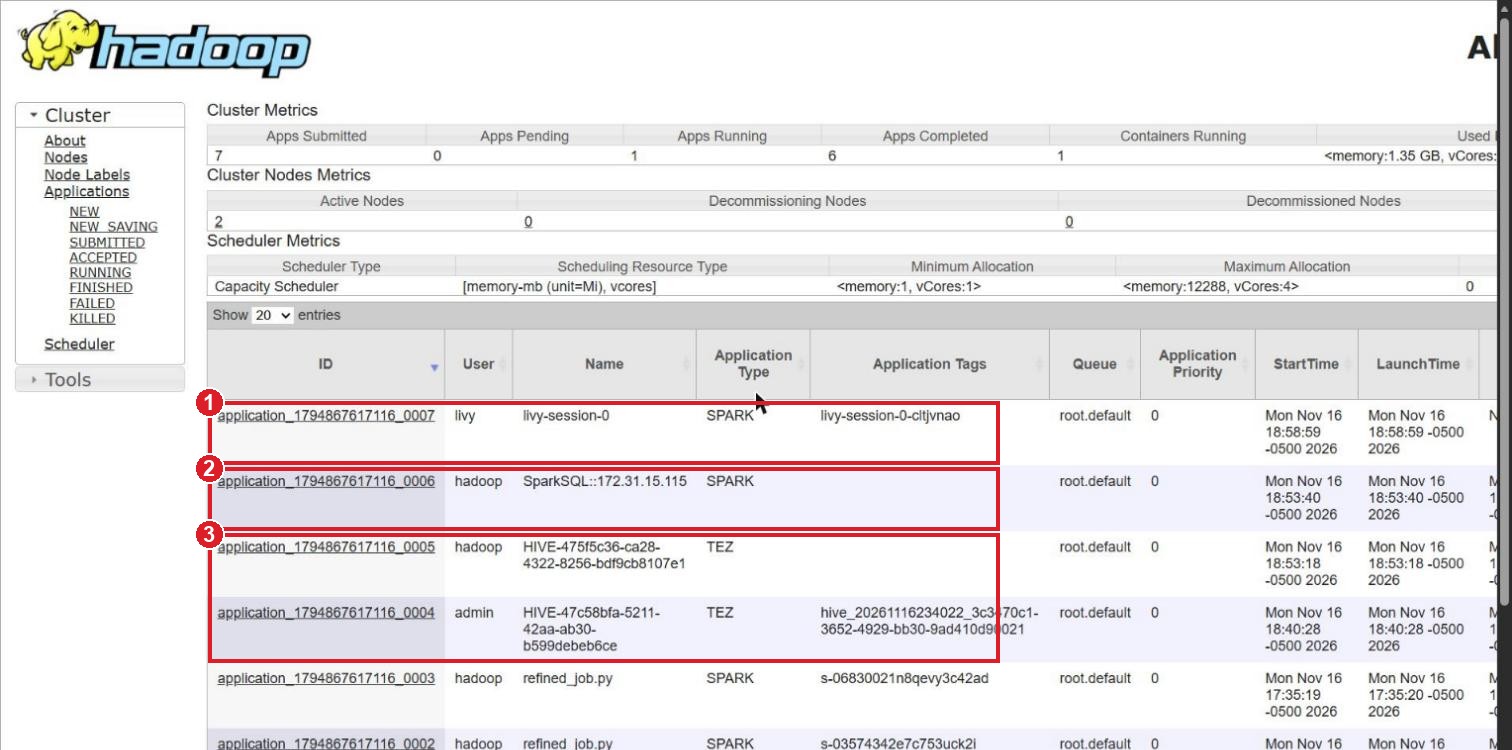 hadoop
Al
Cluster
About
Nodes
Node Labels
Applications
NEW
NEW_SAVING
SUBMITTED
ACCEPTED
RUNNING
FINISHED
FAILED
KILLED
Scheduler
Tools
Cluster Metrics
Apps Submitted Apps Pending Apps Running Apps Completed Containers Running Used
7 0 1 6 1 <memory:1.35 GB, vCores:
Cluster Nodes Metrics
Active Nodes Decommissioning Nodes Decommissioned Nodes
2 0 0
Scheduler Metrics
Scheduler Type Scheduling Resource Type Minimum Allocation Maximum Allocation
Capacity Scheduler [memory-mb (unit=Mi), vcores] <memory:1, vCores:1> <memory:12288, vCores:4> 0
Show 20 entries
ID User Name Application Type Application Tags Queue Application Priority StartTime LaunchTime
1
application_1794867617116_0007 livy livy-session-0 SPARK livy-session-0-cltjvnao root.default 0 Mon Nov 16 Mon Nov 16 N
18:58:59 18:58:59 -0500
-0500 2026 2026
2
application_1794867617116_0006 hadoop SparkSQL::172.31.15.115 SPARK root.default 0 Mon Nov 16 Mon Nov 16
18:53:40 18:53:40 -0500
-0500 2026 2026
3
application_1794867617116_0005 hadoop HIVE-475f5c36-ca28- TEZ root.default 0 Mon Nov 16 Mon Nov 16
4322-8256-bdf9cb8107e1 18:53:18 18:53:18 -0500
-0500 2026 2026
application_1794867617116_0004 admin HIVE-47c58bfa-5211- TEZ hive_20261116234022_3c3470c1- root.default 0 Mon Nov 16 Mon Nov 16
42aa-ab30- 3652-4929-bb30-9ad410d90021 18:40:28 18:40:28 -0500
b599debeb6ce -0500 2026 2026
application_1794867617116_0003 hadoop refined_job.py SPARK s-06830021n8qevy3c42ad root.default 0 Mon Nov 16 Mon Nov 16
17:35:19 17:35:20 -0500
-0500 2026 2026
application_1794867617116_0002 hadoop refined_job.py SPARK s-03574342e7c753uck2i root.default 0 Mon Nov 16 Mon Nov 16